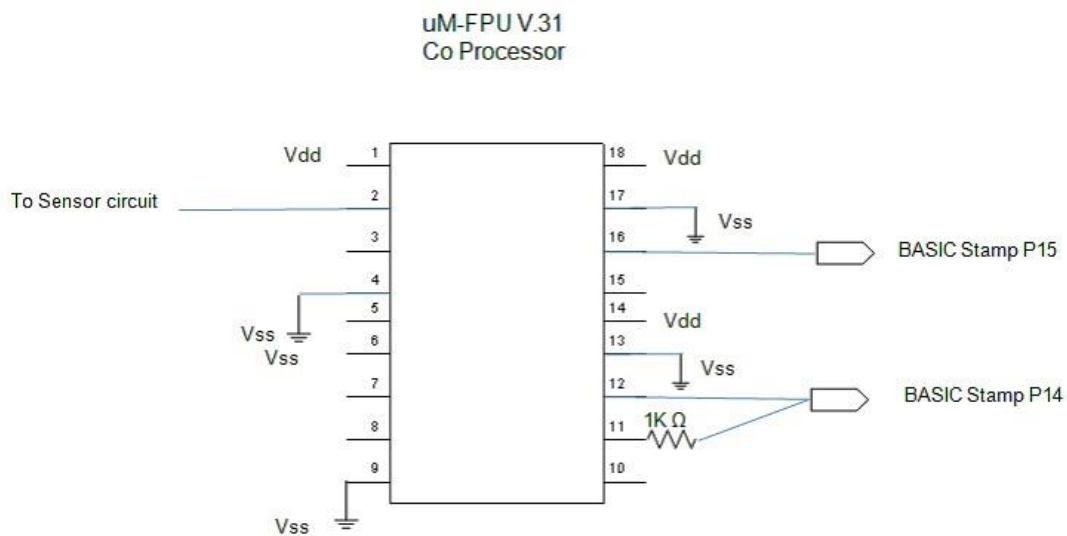 uM-FPU V.31
Co Processor
Vdd 1 18 Vdd
To Sensor circuit 2 17 Vss
3 16 BASIC Stamp P15
4 15
Vss 5 14 Vdd
Vss 6 13 Vss
7 12 BASIC Stamp P14
8 1K Ω 11
9 10
Vss